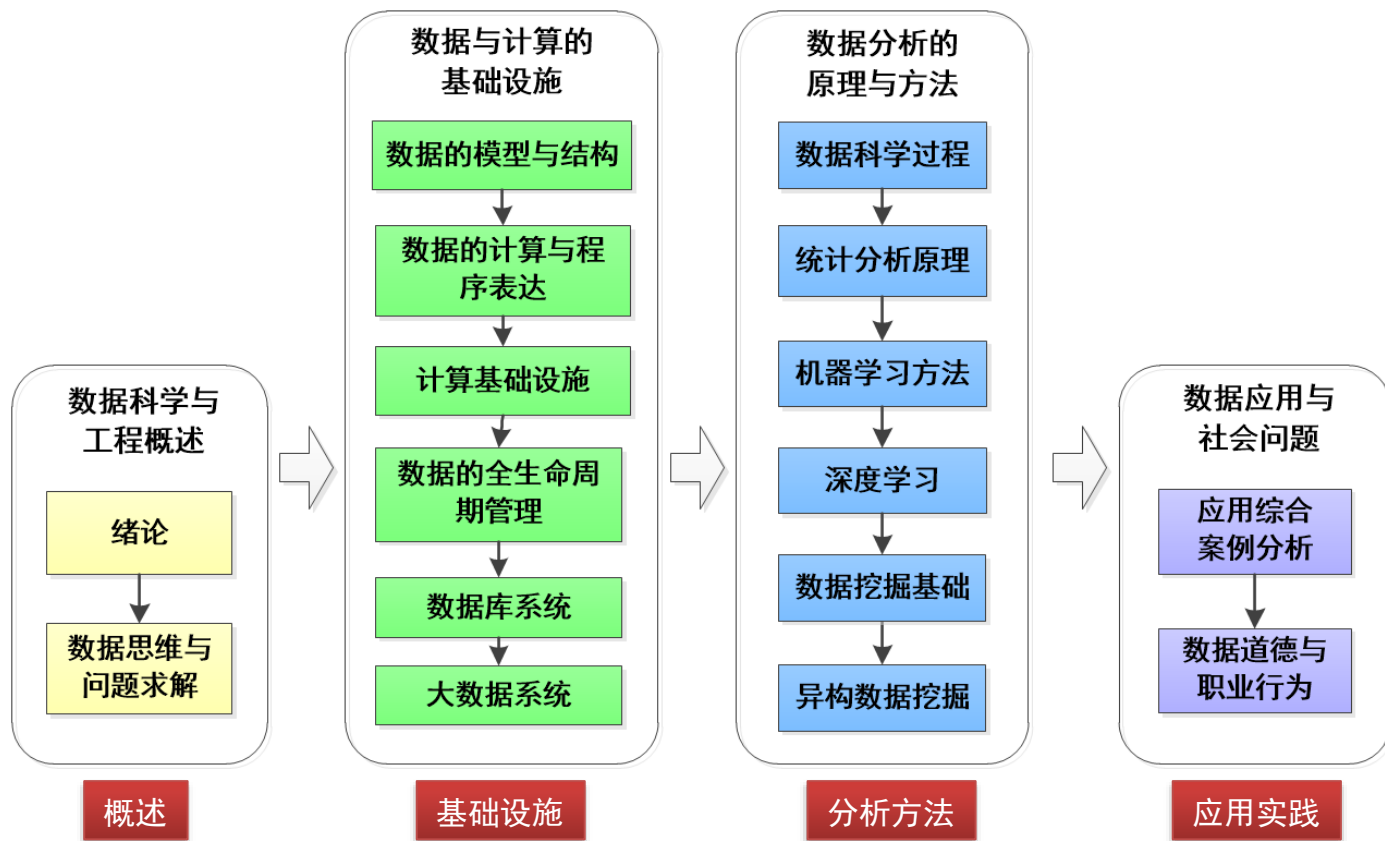 数据科学与
工程概述
绪论
数据思维与
问题求解
概述
数据与计算的
基础设施
数据的模型与结构
数据的计算与程
序表达
计算基础设施
数据的全生命周
期管理
数据库系统
大数据系统
基础设施
数据分析的
原理与方法
数据科学过程
统计分析原理
机器学习方法
深度学习
数据挖掘基础
异构数据挖掘
分析方法
数据应用与
社会问题
应用综合
案例分析
数据道德与
职业行为
应用实践